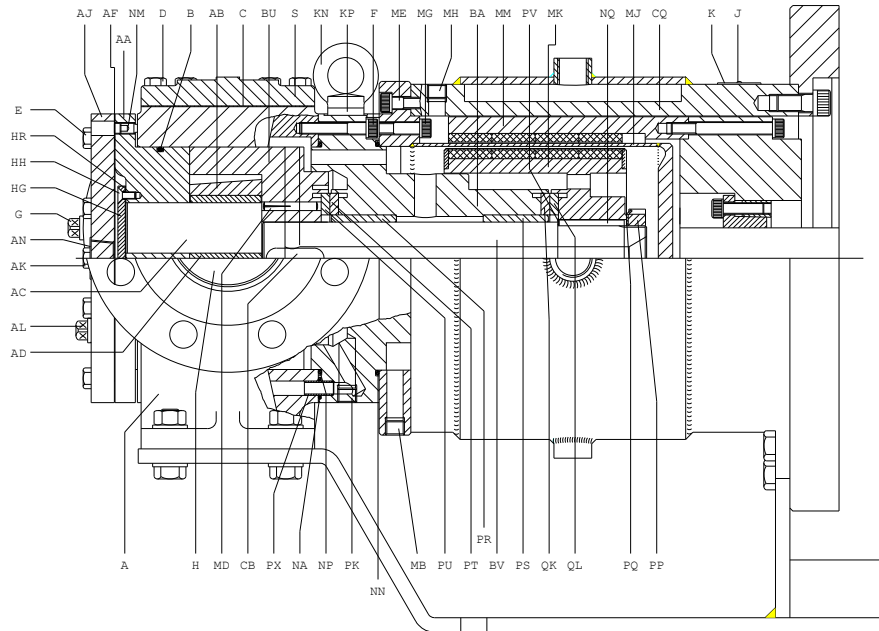 AJ AF NM D B AB C BU S KN KP F ME MG MH BA MM PV MK NQ MJ CQ K J
AA
E
HR
HH
HG
G
AN
AK
AC
AL
AD
PR
A H MD CB PX NA NP PK MB PU PT BV PS QK QL PQ PP
NN